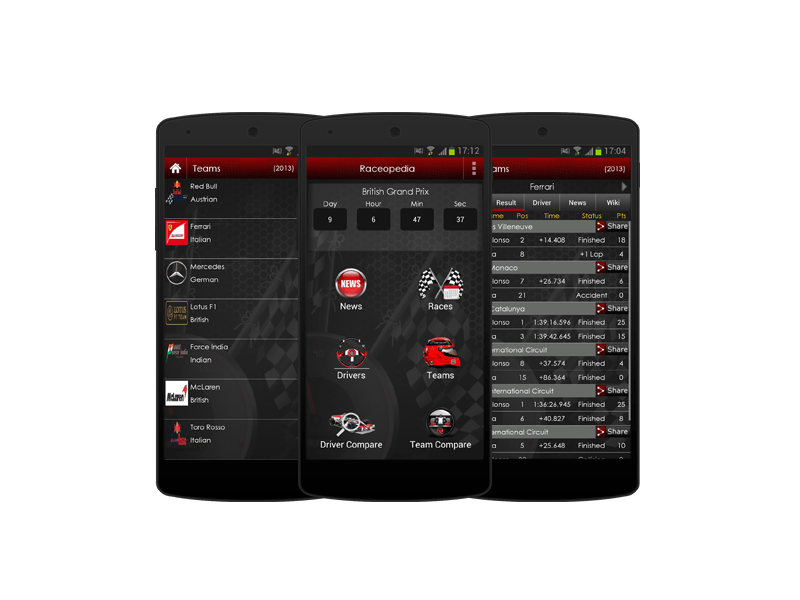 Teams (2013)
Red Bull
Austrian
Ferrari
Italian
Mercedes
German
LOTUS
F1 TEAM
Lotus F1
British
Force India
Indian
McLaren
British
Toro Rosso
Italian
17:12
Raceopedia
British Grand Prix
Day Hour Min Sec
9 6 47 37
NEWS
News Races
Drivers Teams
Driver Compare Team Compare
17:04
ams (2013)
Ferrari
Result Driver News Wiki
me Pos Time Status Pts
s Villeneuve Share
lonso 2 +14.408 Finished 18
a 8 +1 Lap 4
Monaco Share
lonso 7 +26.734 Finished 6
a 21 Accident 0
Catalunya Share
lonso 1 1:39:16.596 Finished 25
a 3 1:39:42.645 Finished 15
ernational Circuit Share
lonso 8 +37.574 Finished 4
a 15 +86.364 Finished 0
nternational Circuit Share
lonso 1 1:36:26.945 Finished 25
a 6 +40.827 Finished 8
ernational Circuit Share
a 5 +25.648 Finished 10